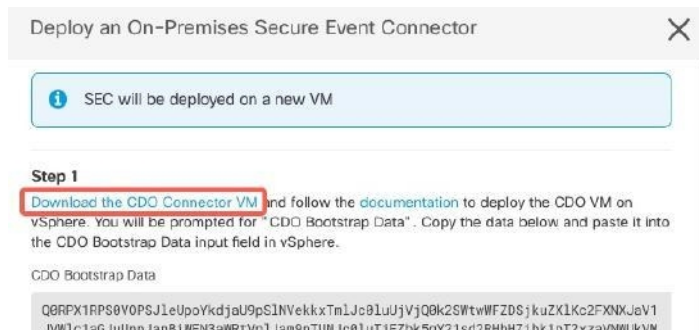 Deploy an On-Premises Secure Event Connector
SEC will be deployed on a new VM
Step 1
Download the CDO Connector VM and follow the documentation to deploy the CDO VM on
vSphere. You will be prompted for "CDO Bootstrap Data". Copy the data below and paste it into
the CDO Bootstrap Data input field in vSphere.
CDO Bootstrap Data